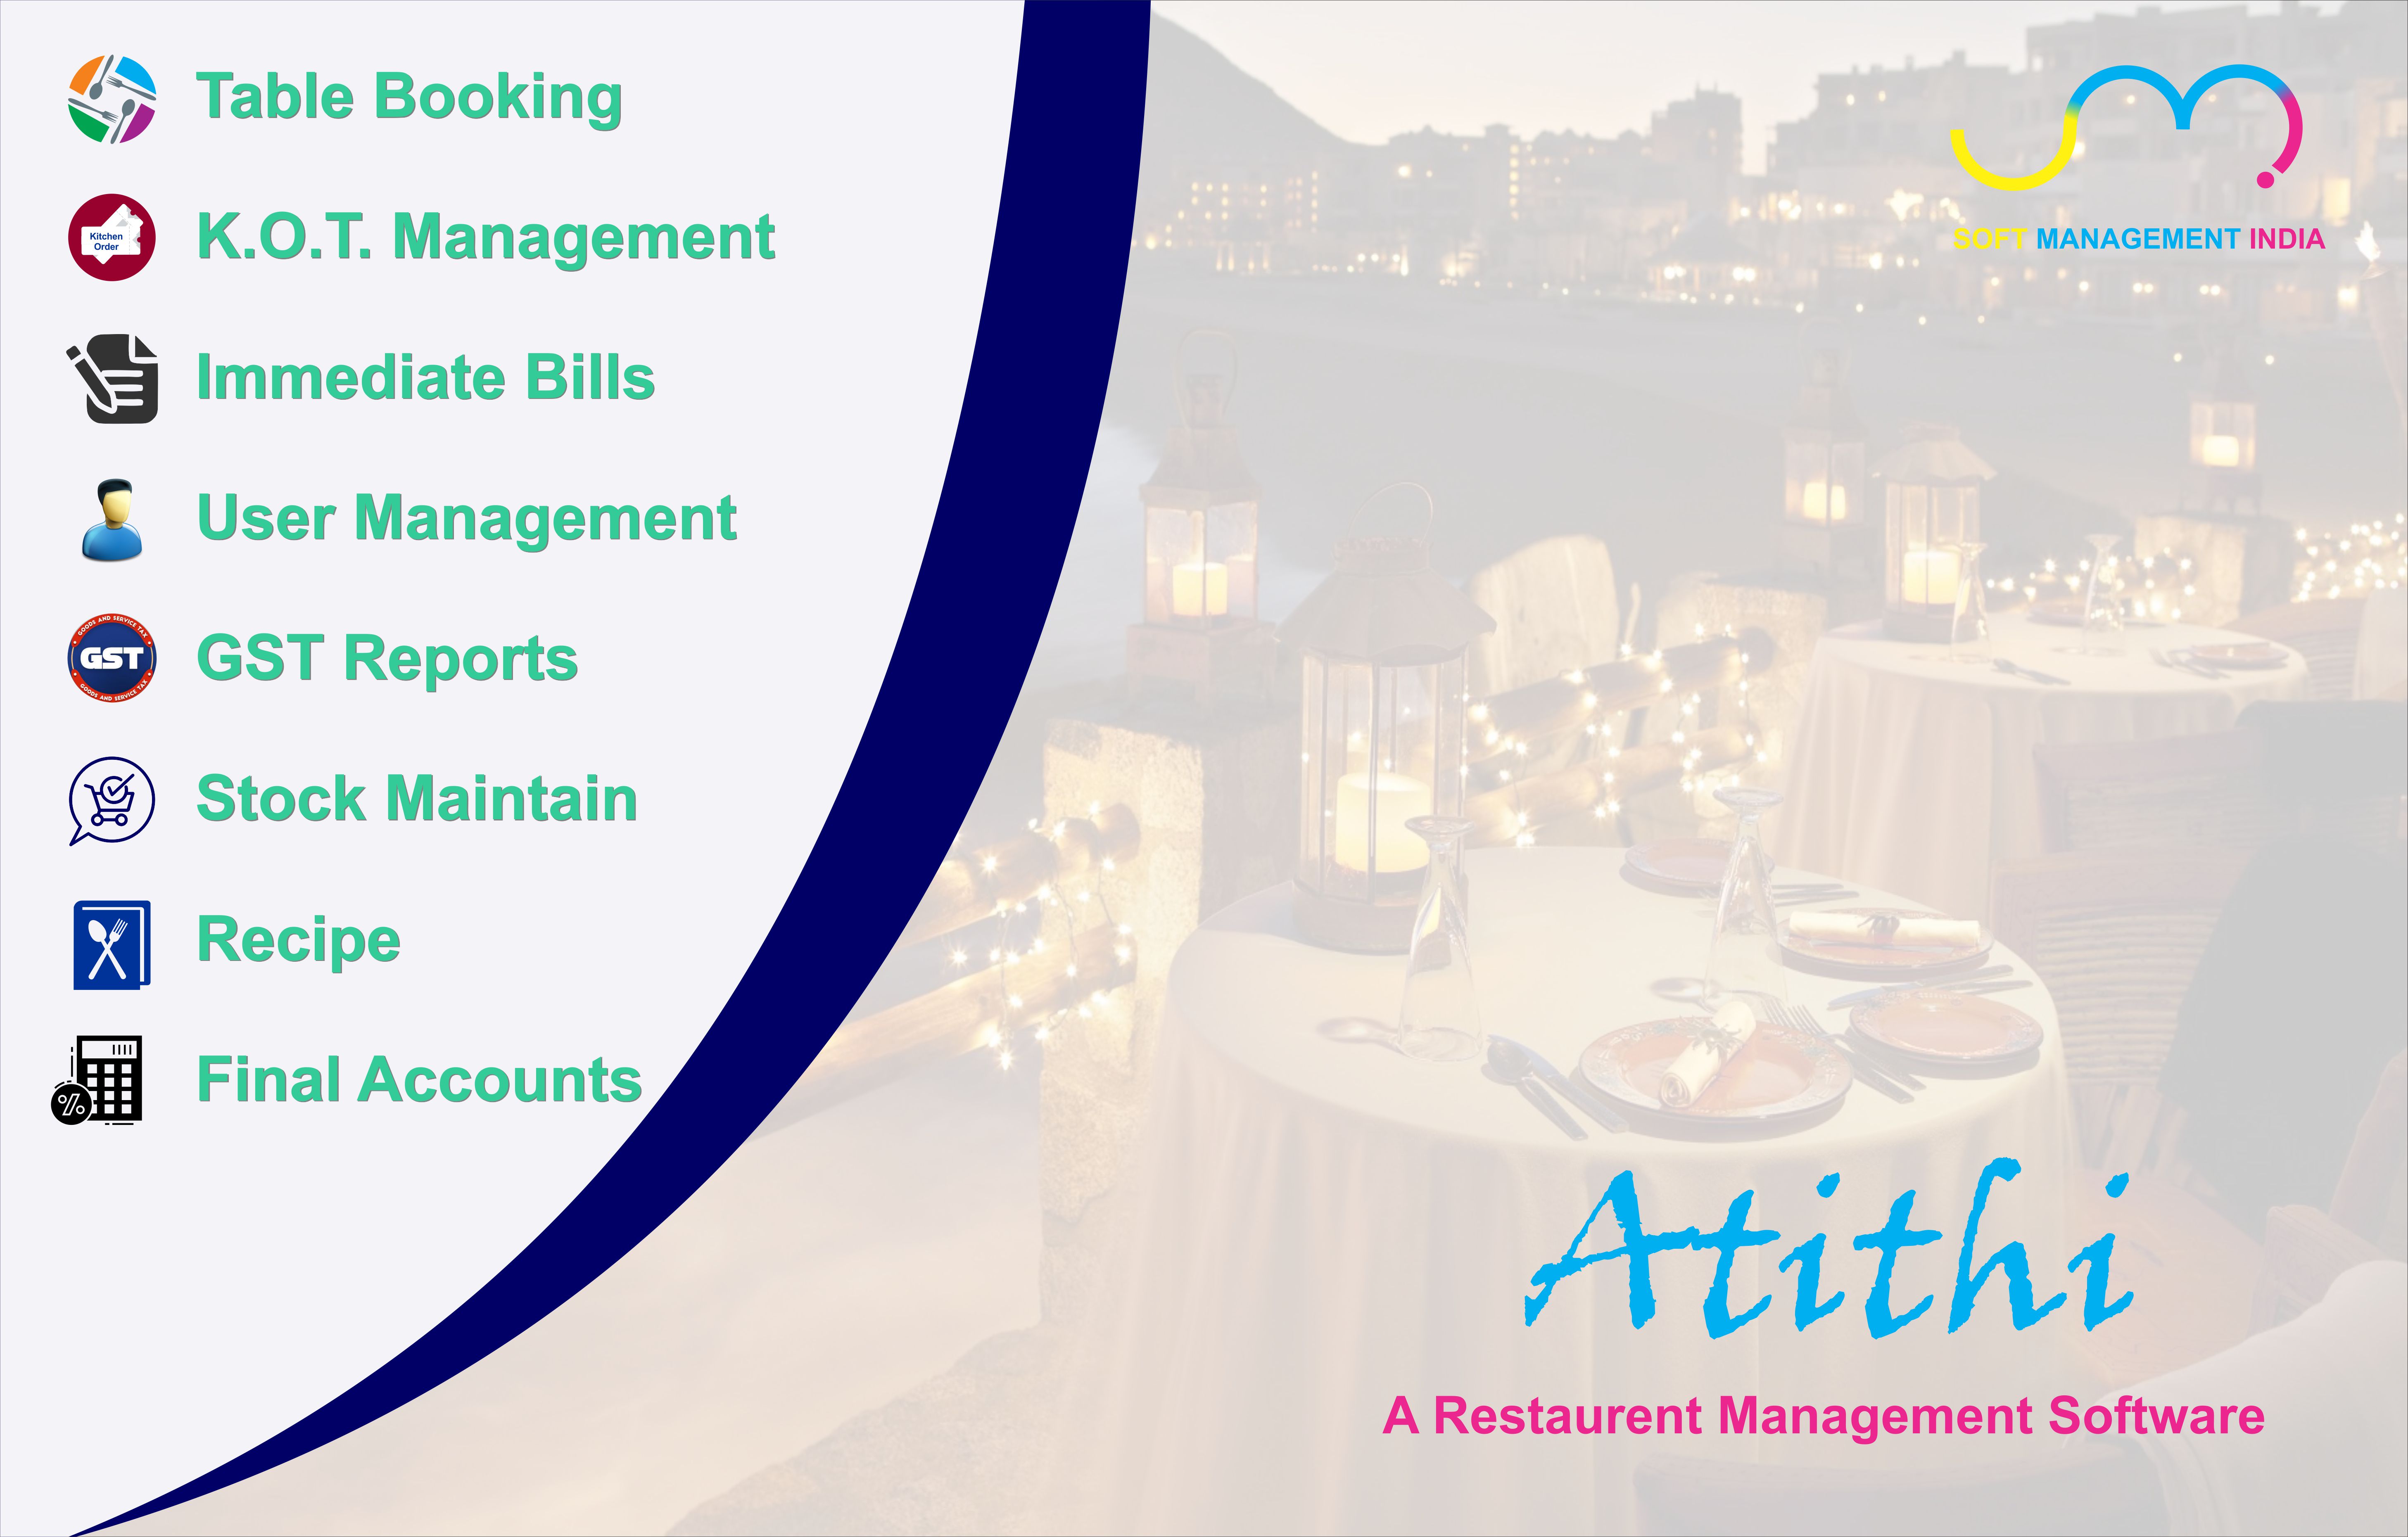 Table Booking
Kitchen
Order
K.O.T. Management
Immediate Bills
User Management
GOODS AND SERVICE TAX
GST
GOODS AND SERVICE TAX
GST Reports
Stock Maintain
Recipe
%
Final Accounts
SOFT MANAGEMENT INDIA
Atithi
A Restaurent Management Software